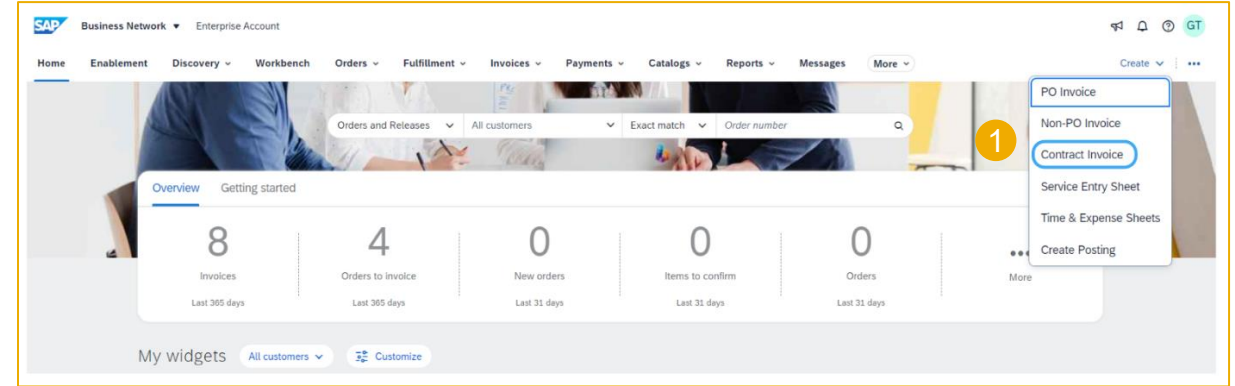 SAP Business Network Enterprise Account GT
Home Enablement Discovery Workbench Orders Fulfillment Invoices Payments Catalogs Reports Messages More Create
PO Invoice
Orders and Releases All customers Exact match Order number
Non-PO Invoice
1 Contract Invoice
Overview Getting started
Service Entry Sheet
Time & Expense Sheets
8 4 0 0 0
Create Posting
Invoices Orders to invoice New orders Items to confirm Orders More
Last 365 days Last 365 days Last 31 days Last 31 days Last 31 days
My widgets All customers Customize